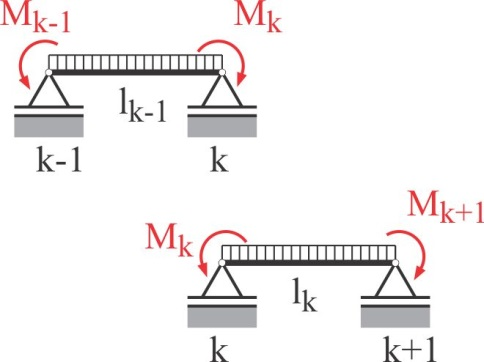 M_{k-1} M_k
l_{k-1}
k-1 k
M_k M_{k+1}
l_k
k k+1